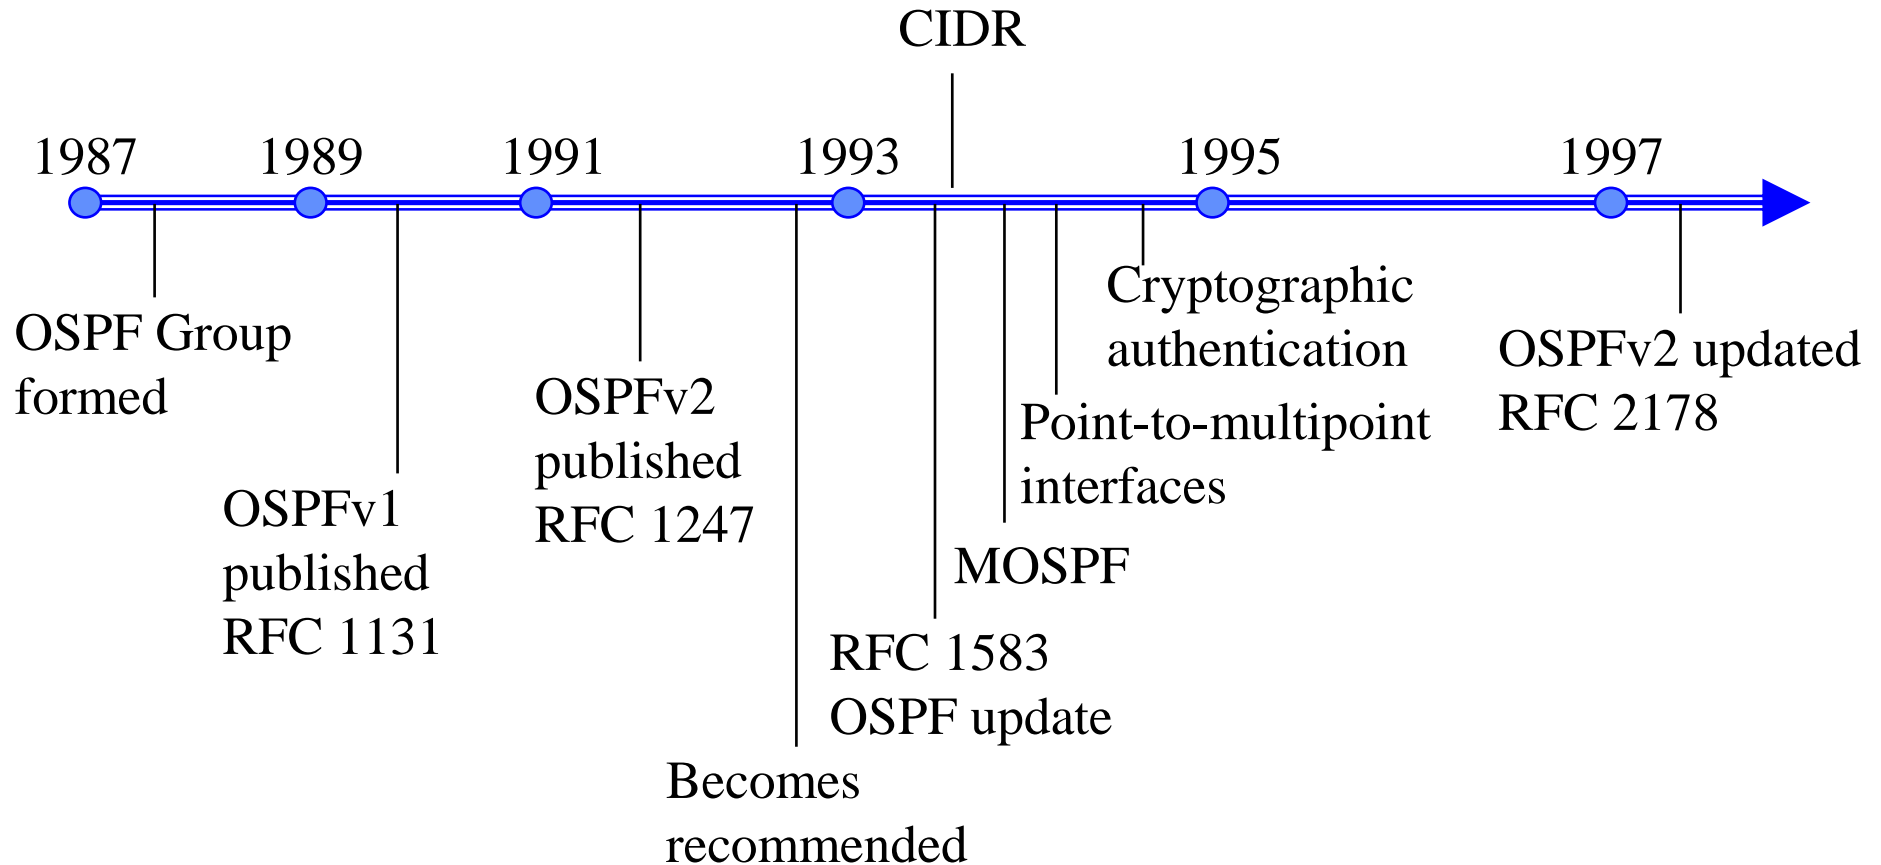 CIDR
1987
1989
1991
1993
1995
1997
OSPF Group
formed
OSPFv1
published
RFC 1131
OSPFv2
published
RFC 1247
Becomes
recommended
RFC 1583
OSPF update
MOSPF
Point-to-multipoint
interfaces
Cryptographic
authentication
OSPFv2 updated
RFC 2178